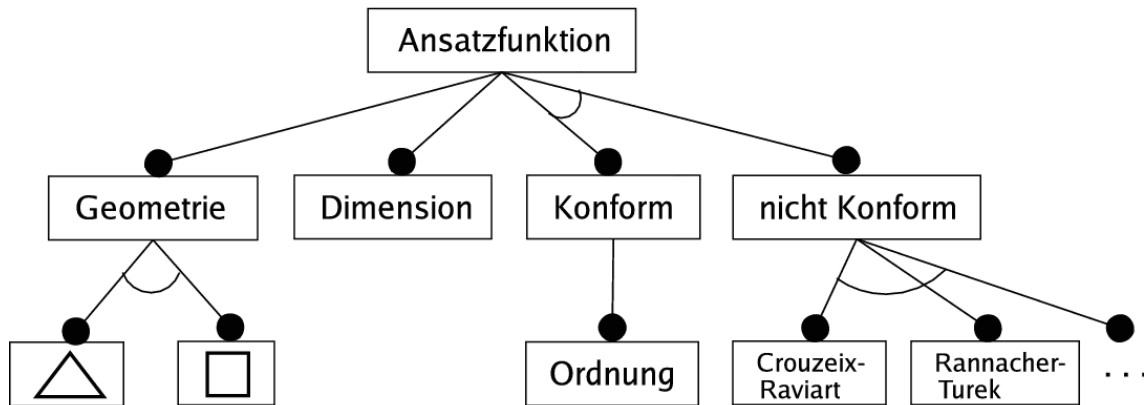 Ansatzfunktion
Geometrie
Dimension
Konform
nicht Konform
Ordnung
Crouzeix-
Raviart
Rannacher-
Turek
...